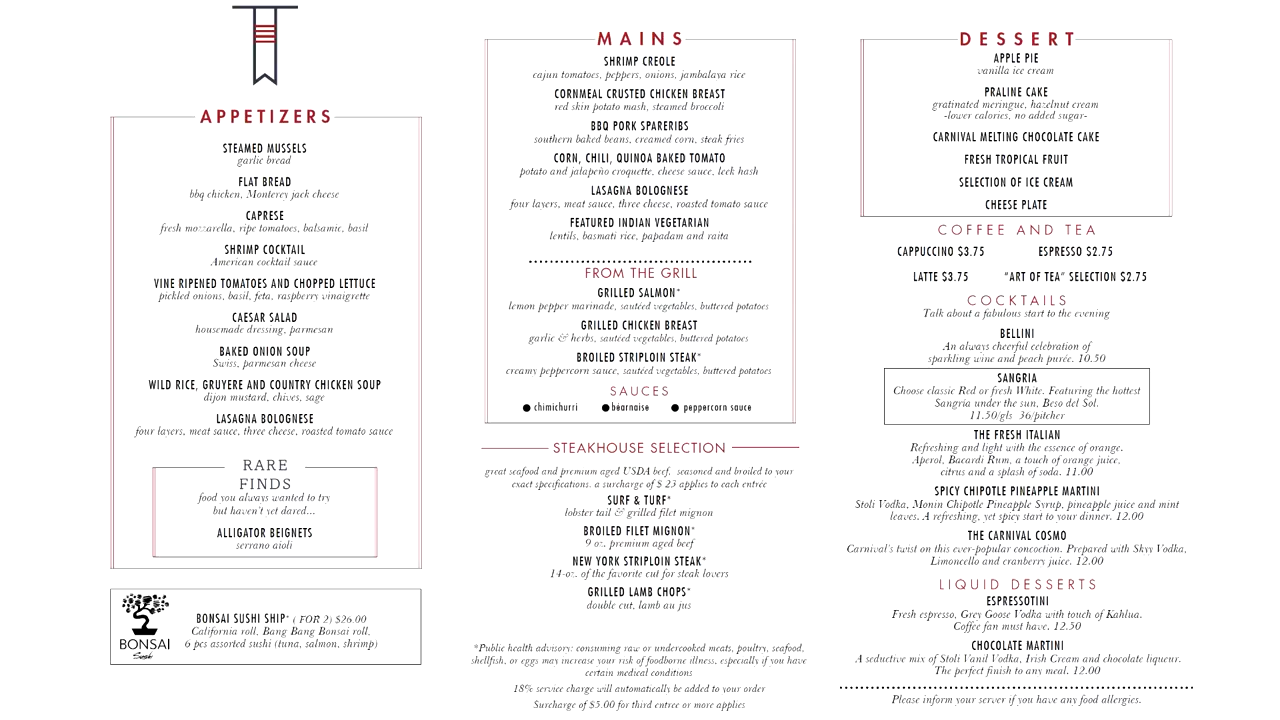 APPETIZERS
STEAMED MUSSELS
garlic bread
FLAT BREAD
bbq chicken, Monterey jack cheese
CAPRESE
fresh mozzarella, ripe tomatoes, balsamic, basil
SHRIMP COCKTAIL
American cocktail sauce
VINE RIPENED TOMATOES AND CHOPPED LETTUCE
pickled onions, basil, feta, raspberry vinaigrette
CAESAR SALAD
housemade dressing, parmesan
BAKED ONION SOUP
Swiss, parmesan cheese
WILD RICE, GRUYERE AND COUNTRY CHICKEN SOUP
dijon mustard, chives, sage
LASAGNA BOLOGNESE
four layers, meat sauce, three cheese, roasted tomato sauce
RARE
FINDS
food you always wanted to try
but haven't yet dared...
ALLIGATOR BEIGNETS
serrano aioli
BONSAI
Sushi
BONSAI SUSHI SHIP* ( FOR 2) $26.00
California roll, Bang Bang Bonsai roll,
6 pcs assorted sushi (tuna, salmon, shrimp)
MAINS
SHRIMP CREOLE
cajun tomatoes, peppers, onions, jambalaya rice
CORNMEAL CRUSTED CHICKEN BREAST
red skin potato mash, steamed broccoli
BBQ PORK SPARERIBS
southern baked beans, creamed corn, steak fries
CORN, CHILI, QUINOA BAKED TOMATO
potato and jalapeño croquette, cheese sauce, leek hash
LASAGNA BOLOGNESE
four layers, meat sauce, three cheese, roasted tomato sauce
FEATURED INDIAN VEGETARIAN
lentils, basmati rice, papadam and raita
FROM THE GRILL
GRILLED SALMON*
lemon pepper marinade, sautéed vegetables, buttered potatoes
GRILLED CHICKEN BREAST
garlic & herbs, sautéed vegetables, buttered potatoes
BROILED STRIPLOIN STEAK*
creamy peppercorn sauce, sautéed vegetables, buttered potatoes
SAUCES
● chimichurri ● béarnaise ● peppercorn sauce
STEAKHOUSE SELECTION
great seafood and premium aged USDA beef, seasoned and broiled to your
exact specifications. a surcharge of $ 23 applies to each entrée
SURF & TURF*
lobster tail & grilled filet mignon
BROILED FILET MIGNON*
9 oz. premium aged beef
NEW YORK STRIPLOIN STEAK*
14-oz. of the favorite cut for steak lovers
GRILLED LAMB CHOPS*
double cut, lamb au jus
*Public health advisory: consuming raw or undercooked meats, poultry, seafood,
shellfish, or eggs may increase your risk of foodborne illness, especially if you have
certain medical conditions
18% service charge will automatically be added to your order
Surcharge of $5.00 for third entree or more applies
DESSERT
APPLE PIE
vanilla ice cream
PRALINE CAKE
gratinated meringue, hazelnut cream
-lower calories, no added sugar-
CARNIVAL MELTING CHOCOLATE CAKE
FRESH TROPICAL FRUIT
SELECTION OF ICE CREAM
CHEESE PLATE
COFFEE AND TEA
CAPPUCCINO $3.75 ESPRESSO $2.75
LATTE $3.75 "ART OF TEA" SELECTION $2.75
COCKTAILS
Talk about a fabulous start to the evening
BELLINI
An always cheerful celebration of
sparkling wine and peach purée. 10.50
SANGRIA
Choose classic Red or fresh White. Featuring the hottest
Sangria under the sun, Beso del Sol.
11.50/gls 36/pitcher
THE FRESH ITALIAN
Refreshing and light with the essence of orange.
Aperol, Bacardi Rum, a touch of orange juice,
citrus and a splash of soda. 11.00
SPICY CHIPOTLE PINEAPPLE MARTINI
Stoli Vodka, Monin Chipotle Pineapple Syrup, pineapple juice and mint
leaves. A refreshing, yet spicy start to your dinner. 12.00
THE CARNIVAL COSMO
Carnival's twist on this ever-popular concoction. Prepared with Skyy Vodka,
Limoncello and cranberry juice. 12.00
LIQUID DESSERTS
ESPRESSOTINI
Fresh espresso, Grey Goose Vodka with touch of Kahlua.
Coffee fan must have. 12.50
CHOCOLATE MARTINI
A seductive mix of Stoli Vanil Vodka, Irish Cream and chocolate liqueur.
The perfect finish to any meal. 12.00
Please inform your server if you have any food allergies.